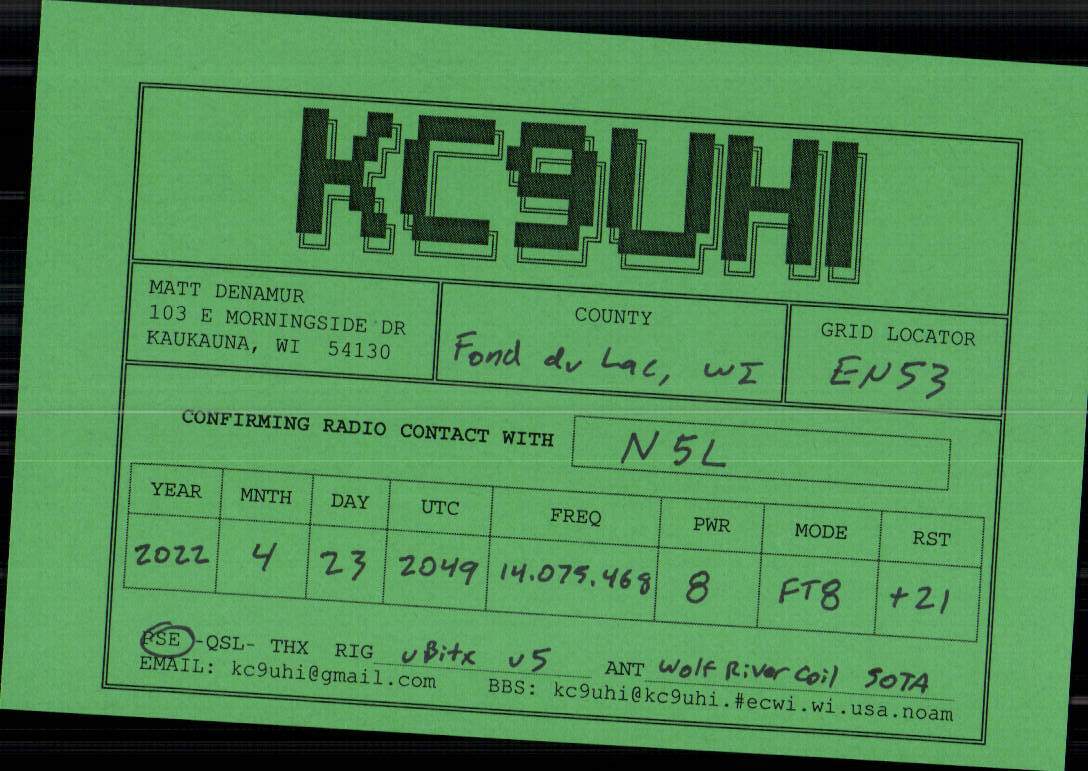 KC9UHI
MATT DENAMUR
103 E MORNINGSIDE DR
KAUKAUNA, WI 54130
COUNTY
Fond du Lac, WI
GRID LOCATOR
EN53
CONFIRMING RADIO CONTACT WITH N5L
YEAR MNTH DAY UTC FREQ PWR MODE RST
2022 4 23 2049 14.075.468 8 FT8 +21
PSE -QSL- THX RIG uBitx v5 ANT Wolf River Coil SOTA
EMAIL: kc9uhi@gmail.com BBS: kc9uhi@kc9uhi.#ecwi.wi.usa.noam